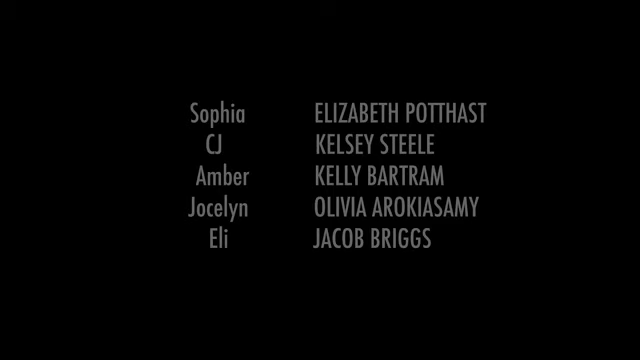 Sophia ELIZABETH POTTHAST
CJ KELSEY STEELE
Amber KELLY BARTRAM
Jocelyn OLIVIA AROKIASAMY
Eli JACOB BRIGGS